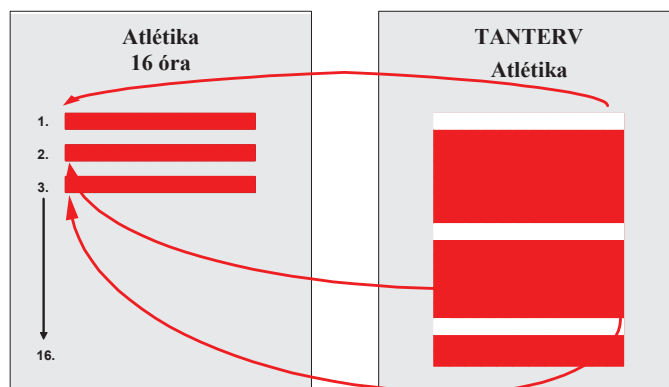 Atlétika
16 óra
1.
2.
3.
16.
TANTERV
Atlétika